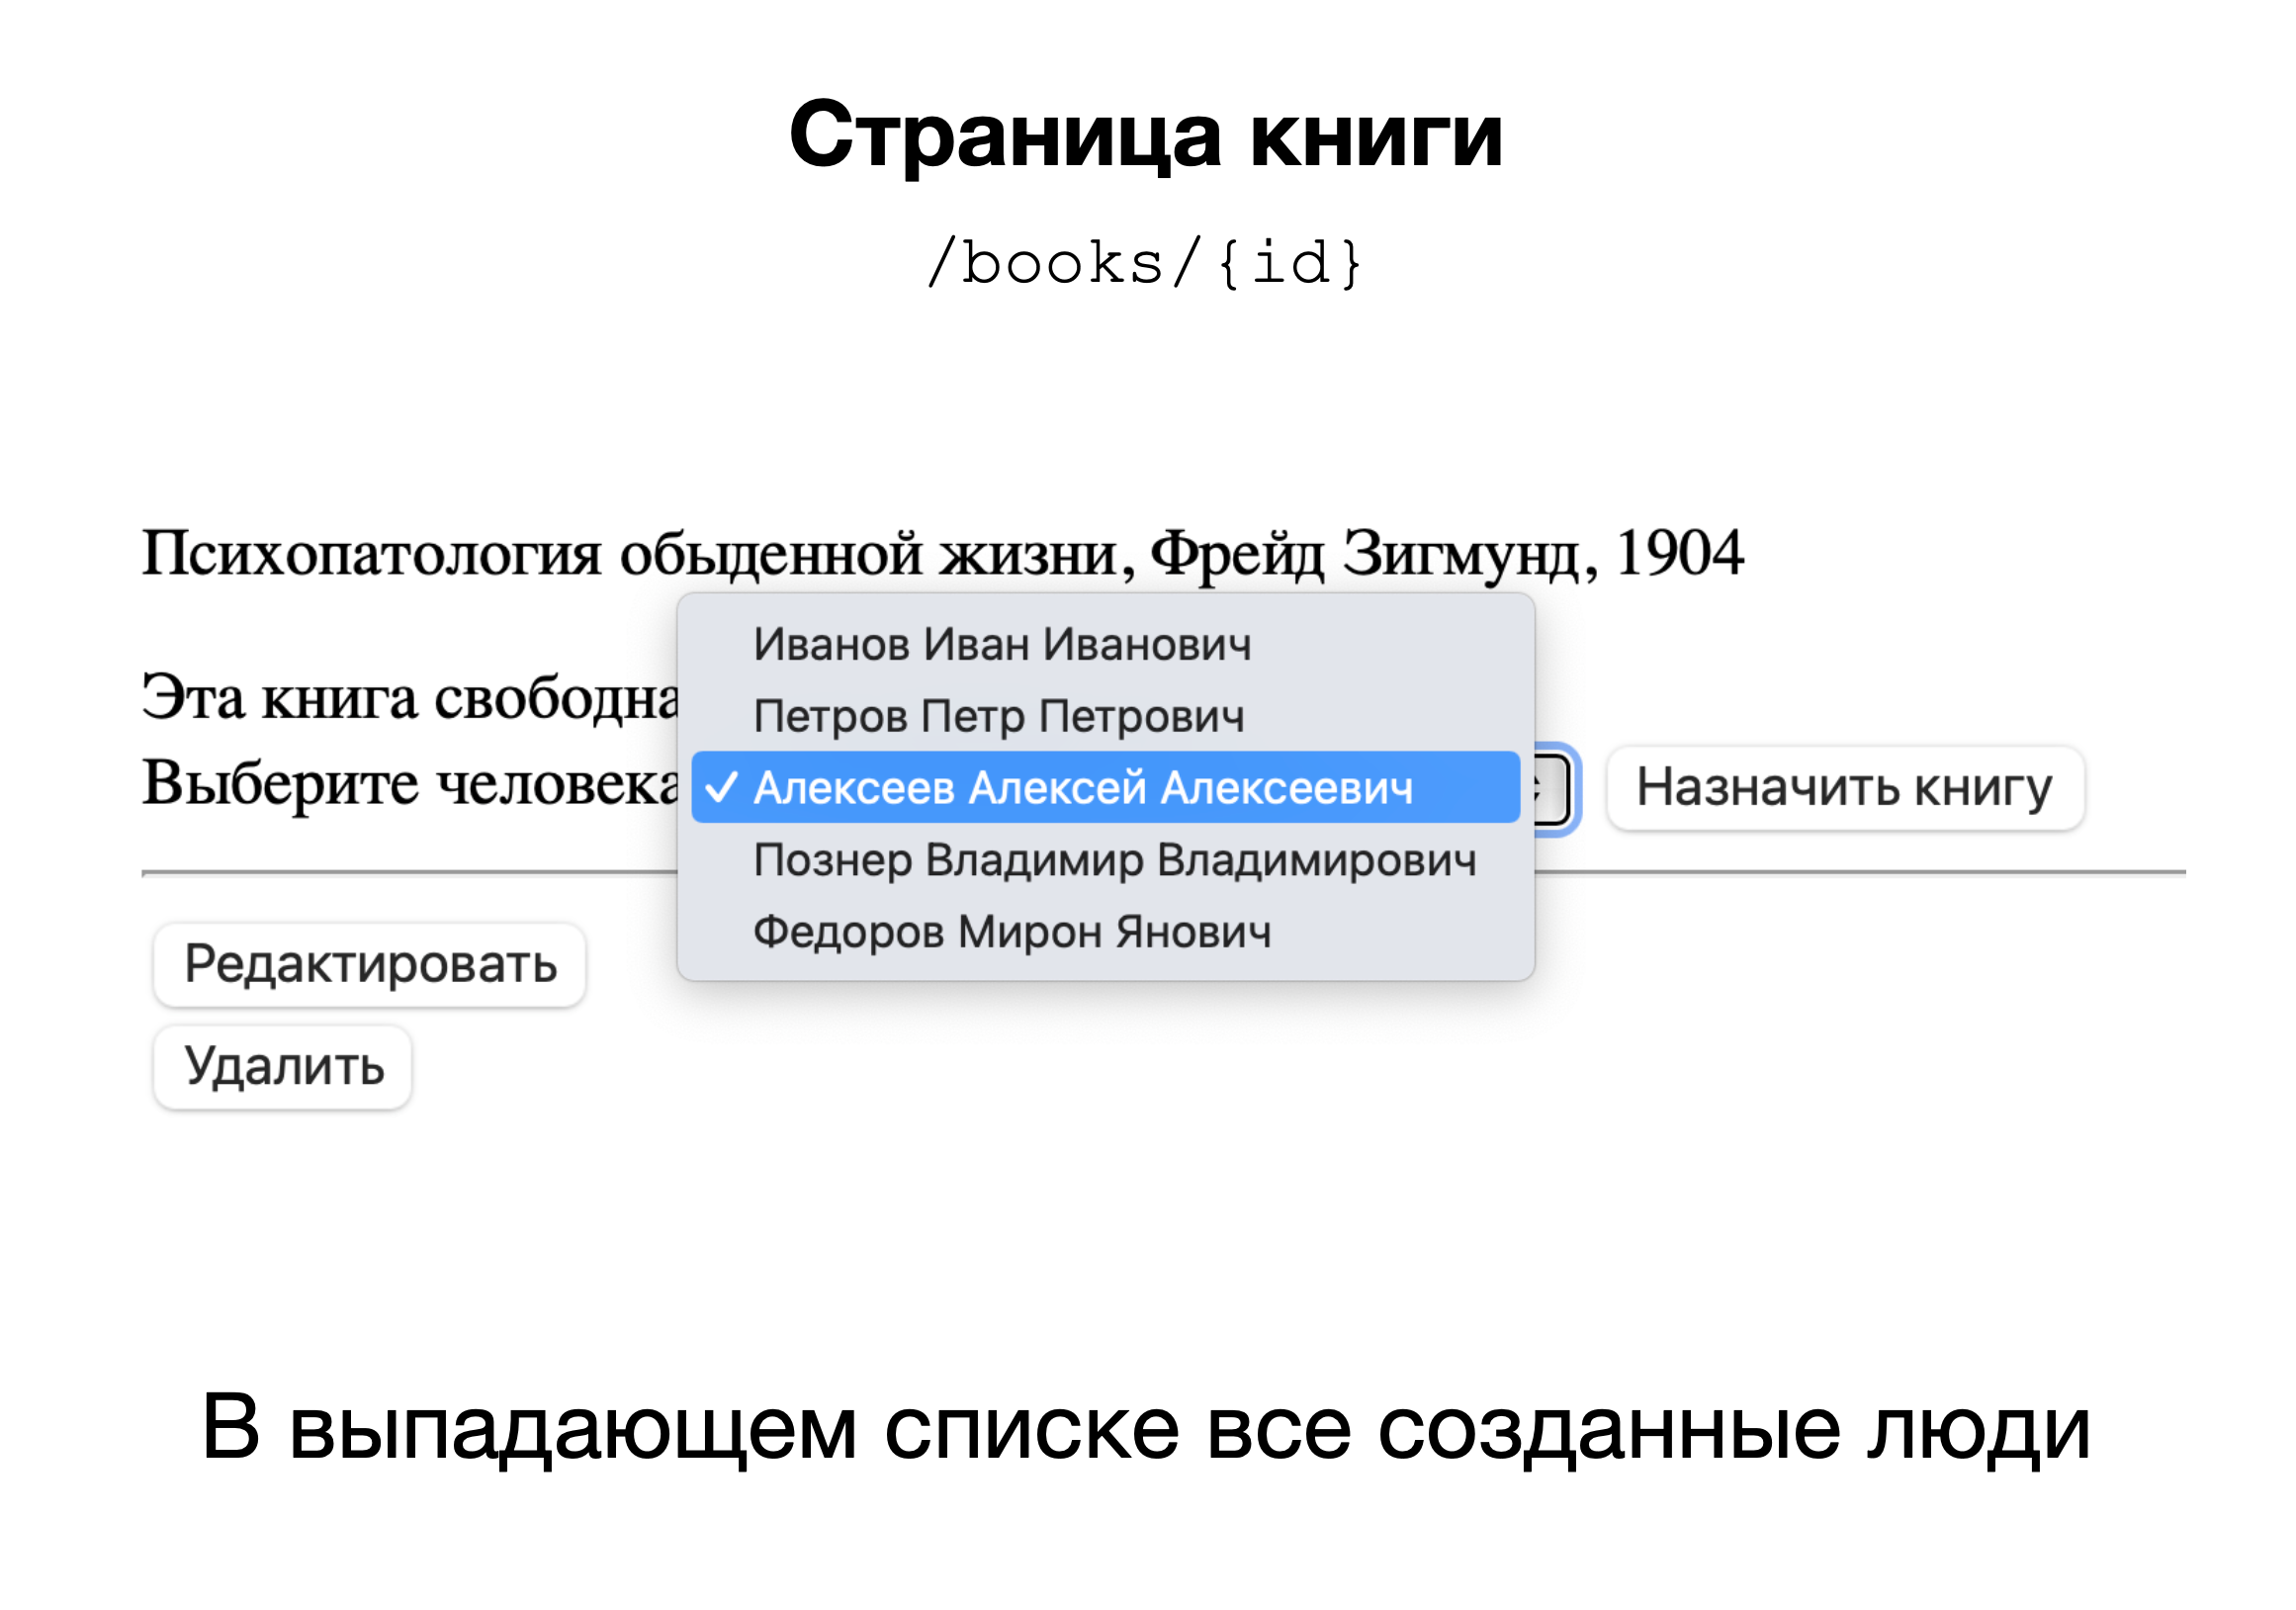 Страница книги
/books/{id}
Психопатология обыденной жизни, Фрейд Зигмунд, 1904
Иванов Иван Иванович
Эта книга свободна
Петров Петр Петрович
Выберите человека
Алексеев Алексей Алексеевич
Назначить книгу
Познер Владимир Владимирович
Федоров Мирон Янович
Редактировать
Удалить
В выпадающем списке все созданные люди